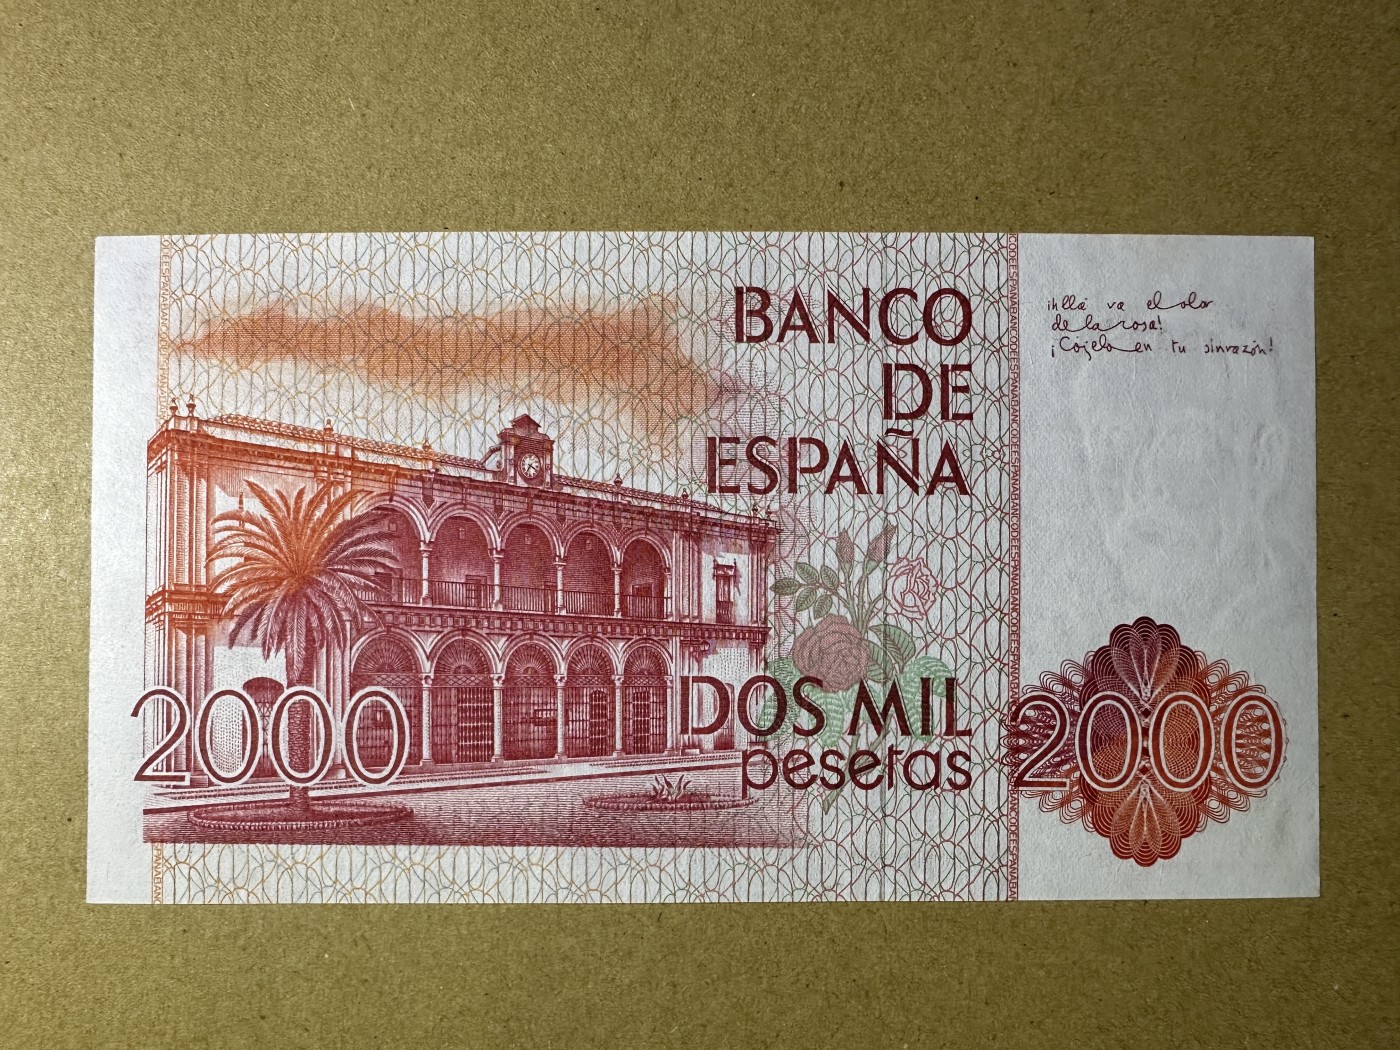 BANCO
DE
ESPAÑA
¡Allá va el olor
de la rosa!
¡Cójelo en tu sinrazón!
2000
DOS MIL
pesetas
2000